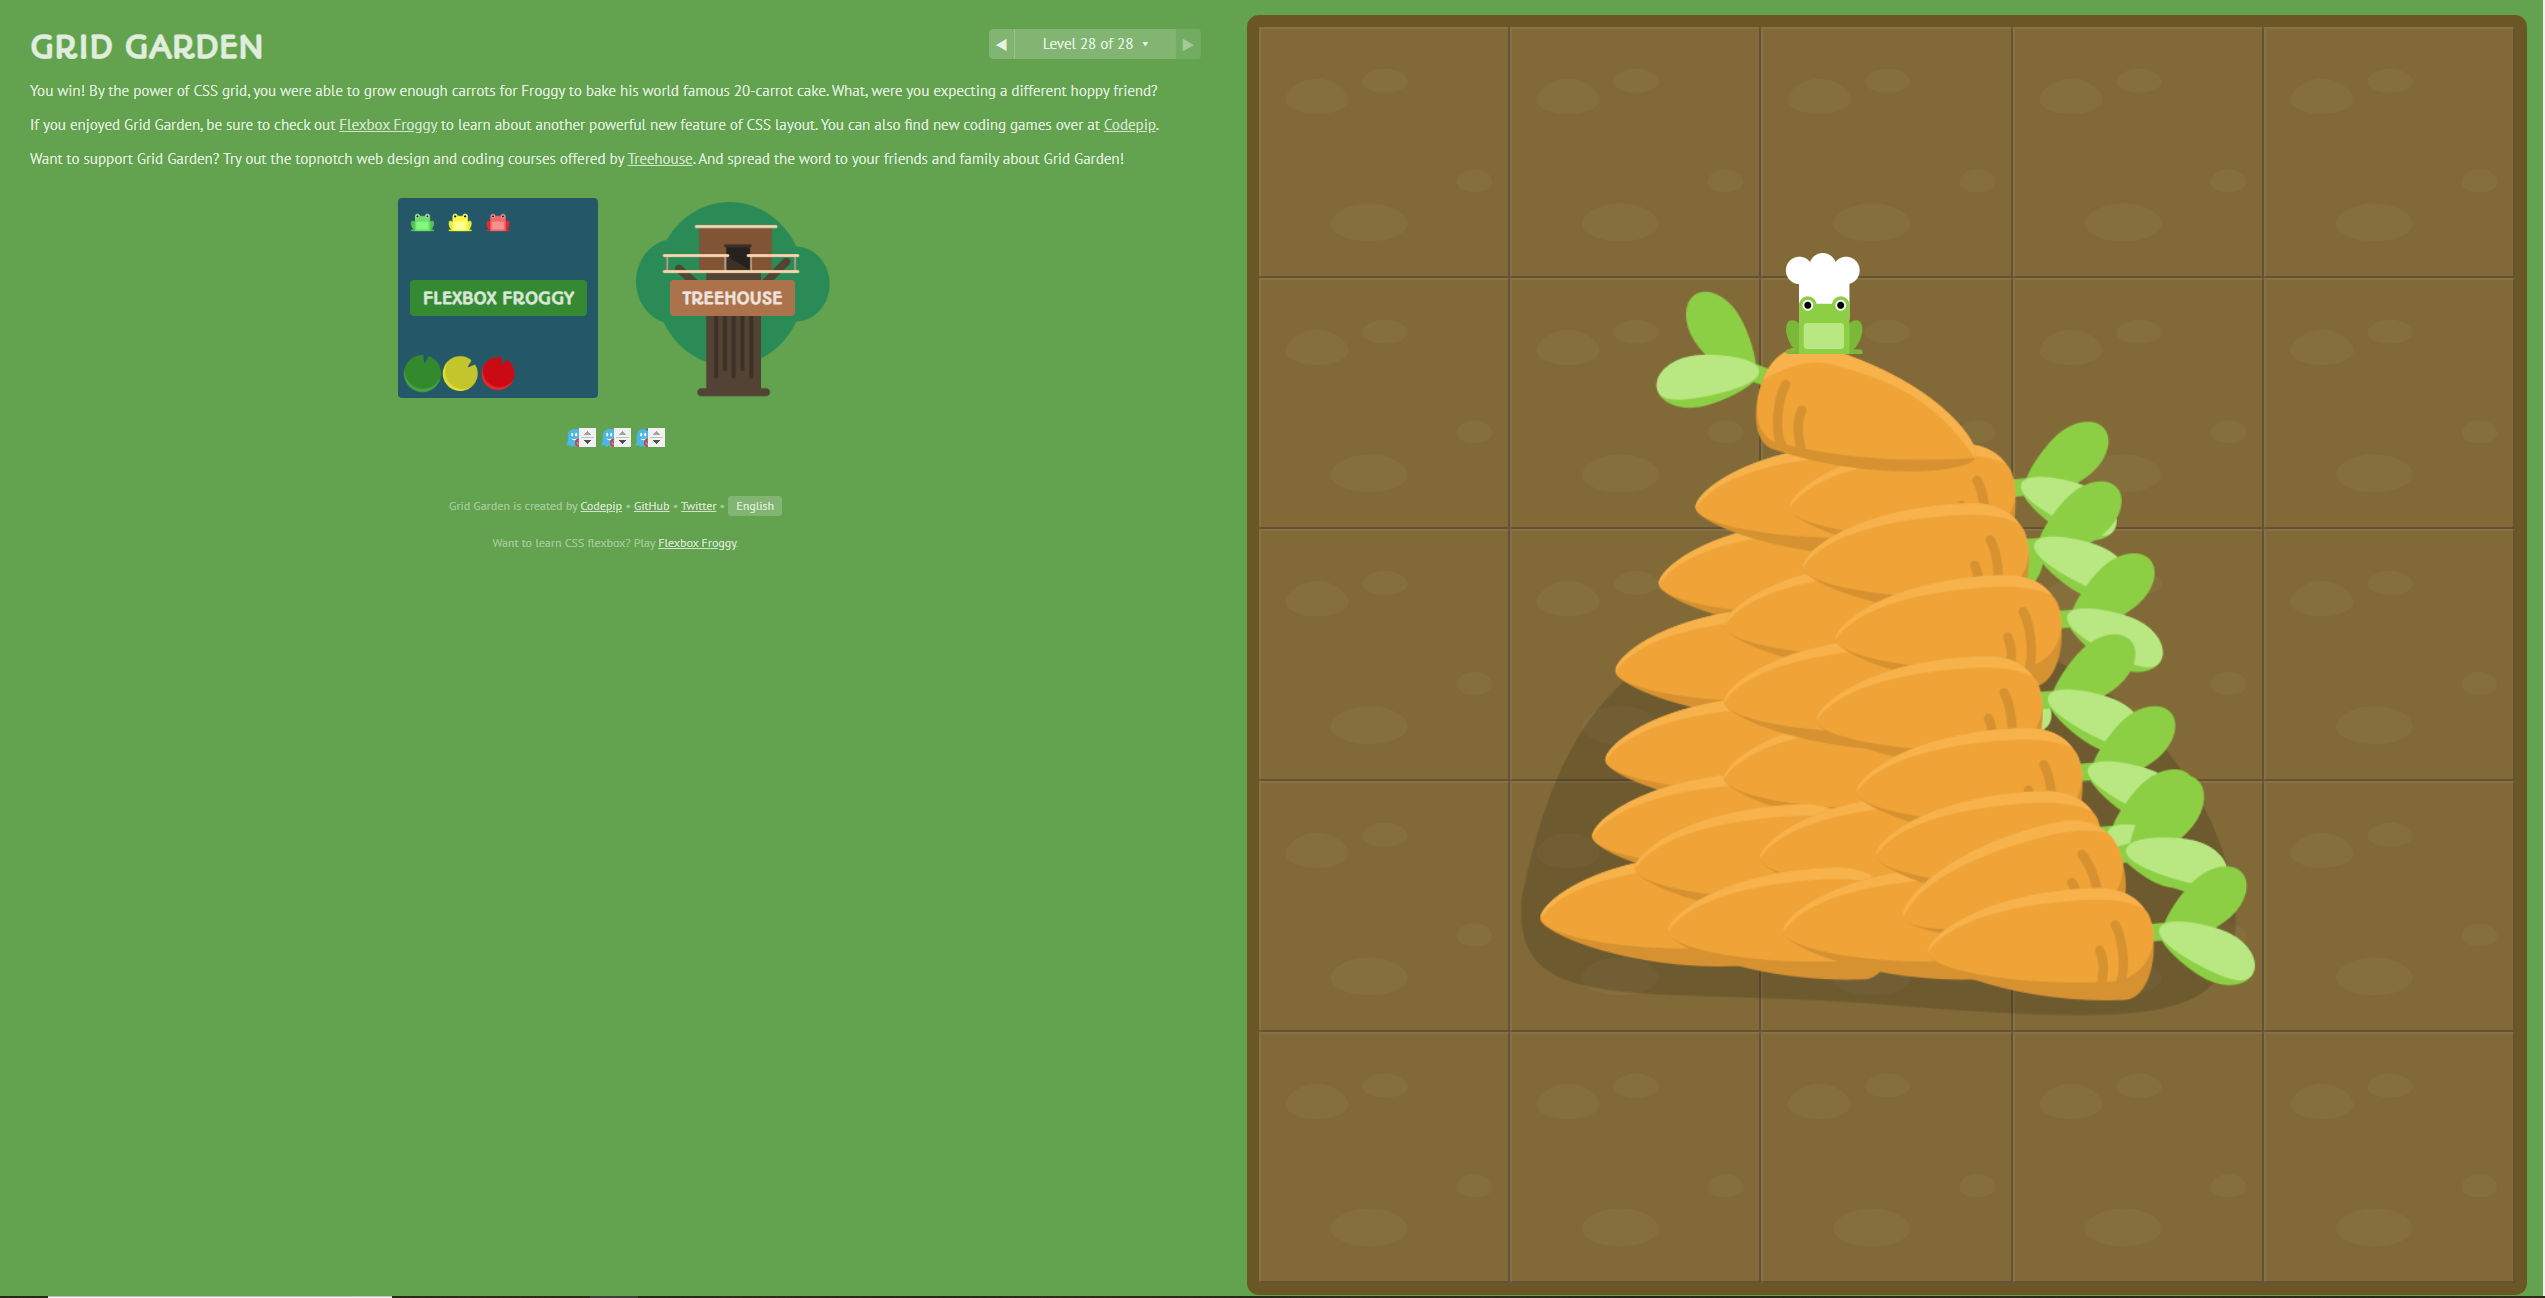 GRID GARDEN
Level 28 of 28
You win! By the power of CSS grid, you were able to grow enough carrots for Froggy to bake his world famous 20-carrot cake. What, were you expecting a different hoppy friend?
If you enjoyed Grid Garden, be sure to check out Flexbox Froggy to learn about another powerful new feature of CSS layout. You can also find new coding games over at Codepip.
Want to support Grid Garden? Try out the topnotch web design and coding courses offered by Treehouse. And spread the word to your friends and family about Grid Garden!
FLEXBOX FROGGY
TREEHOUSE
Grid Garden is created by Codepip • GitHub • Twitter • English
Want to learn CSS flexbox? Play Flexbox Froggy.